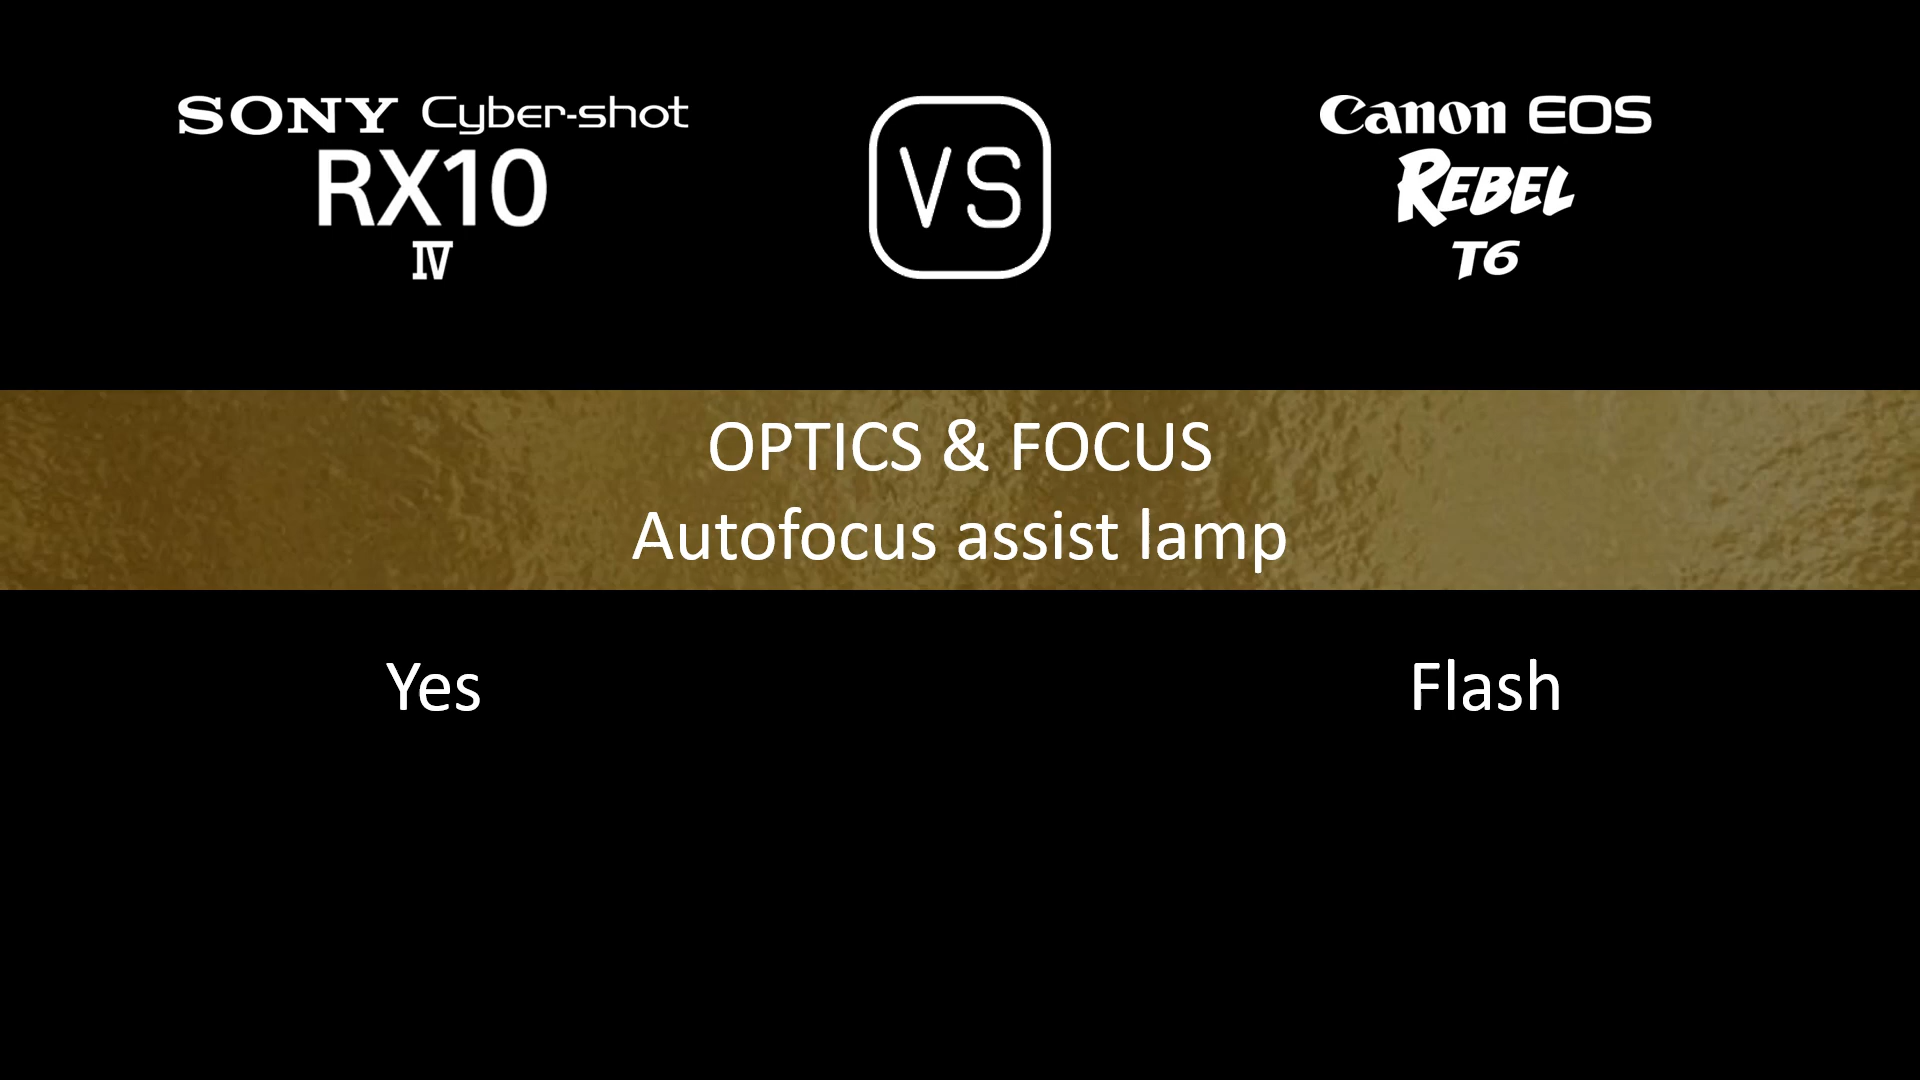 SONY Cyber-shot
RX10
IV
VS
Canon EOS
REBEL
T6
OPTICS & FOCUS
Autofocus assist lamp
Yes
Flash